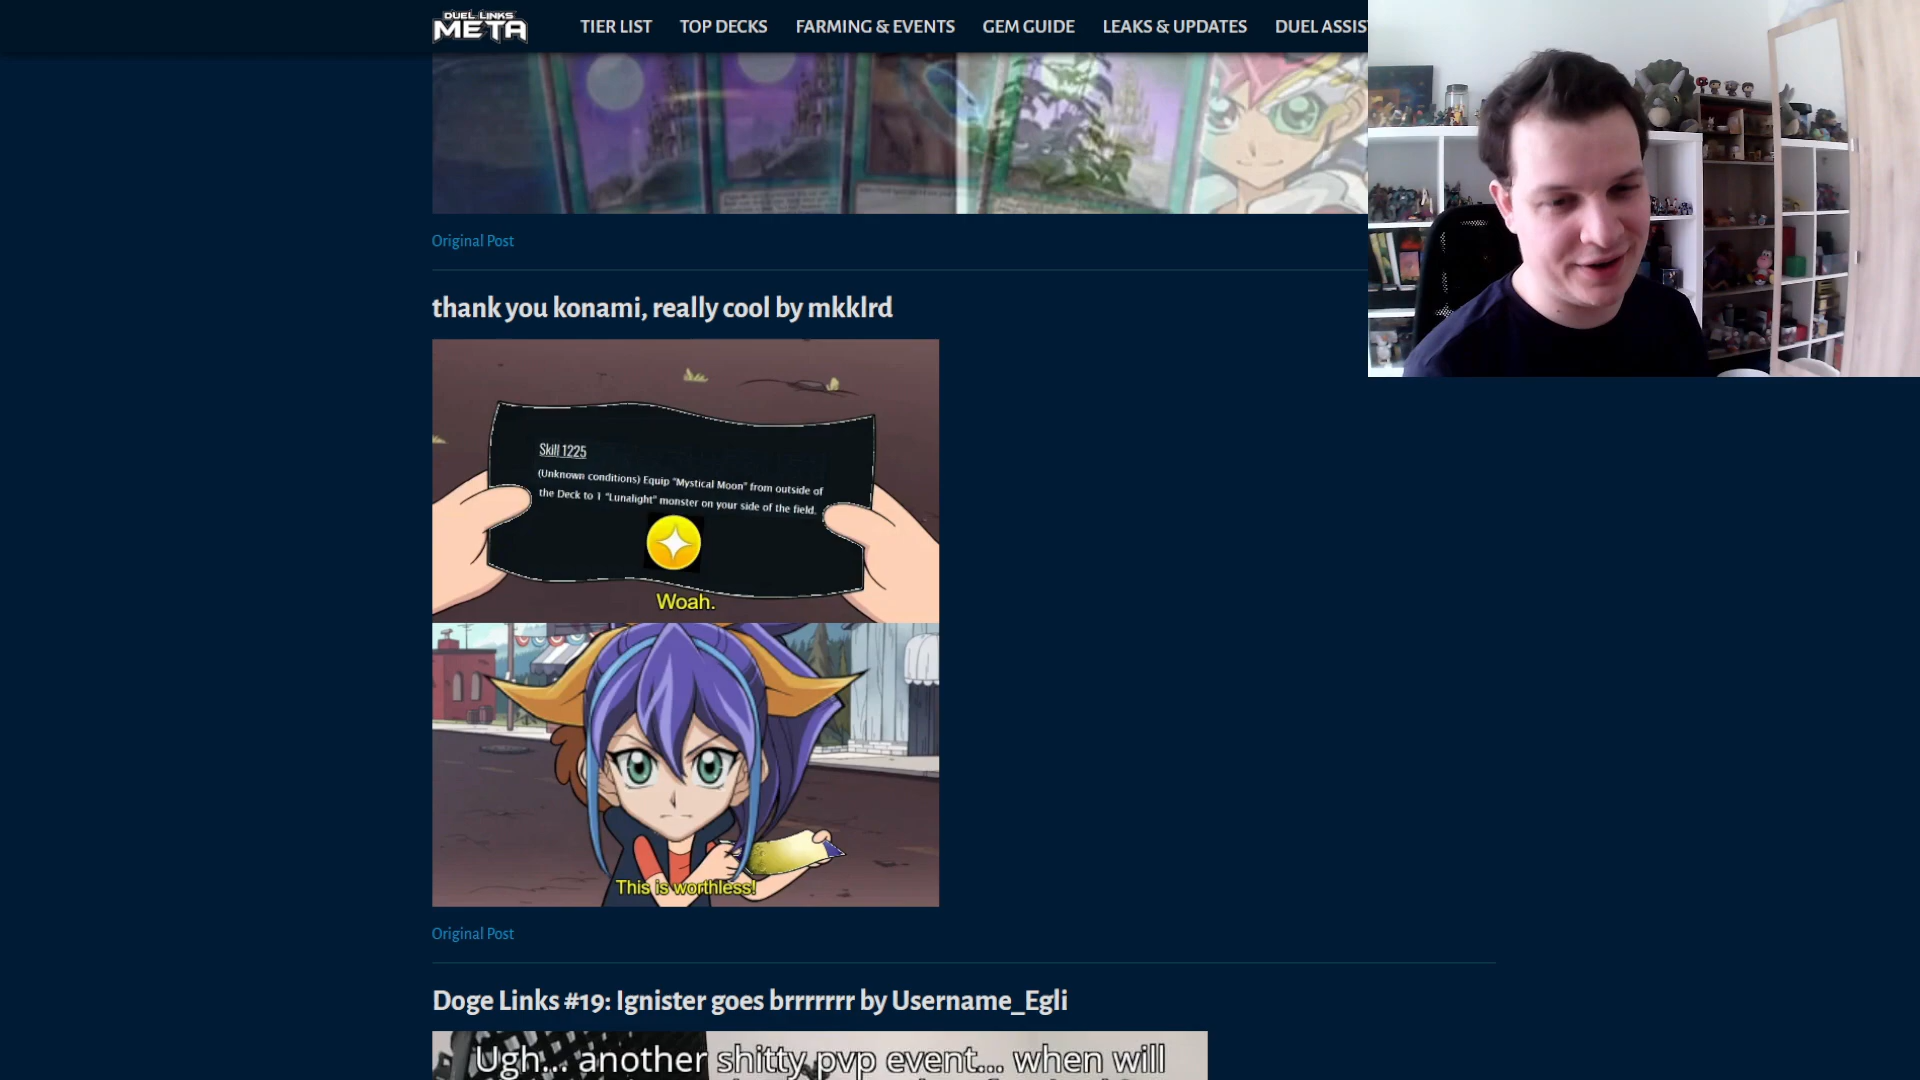 DUEL LINKS
META
TIER LIST
TOP DECKS
FARMING & EVENTS
GEM GUIDE
LEAKS & UPDATES
DUEL ASSIS
Original Post
thank you konami, really cool by mkklrd
Skill 1225
(Unknown conditions) Equip "Mystical Moon" from outside of
the Deck to 1 "Lunalight" monster on your side of the field.
Woah.
This is worthless!
Original Post
Doge Links #19: Ignister goes brrrrrrr by Username_Egli
Ugh... another shitty pvp event... when will